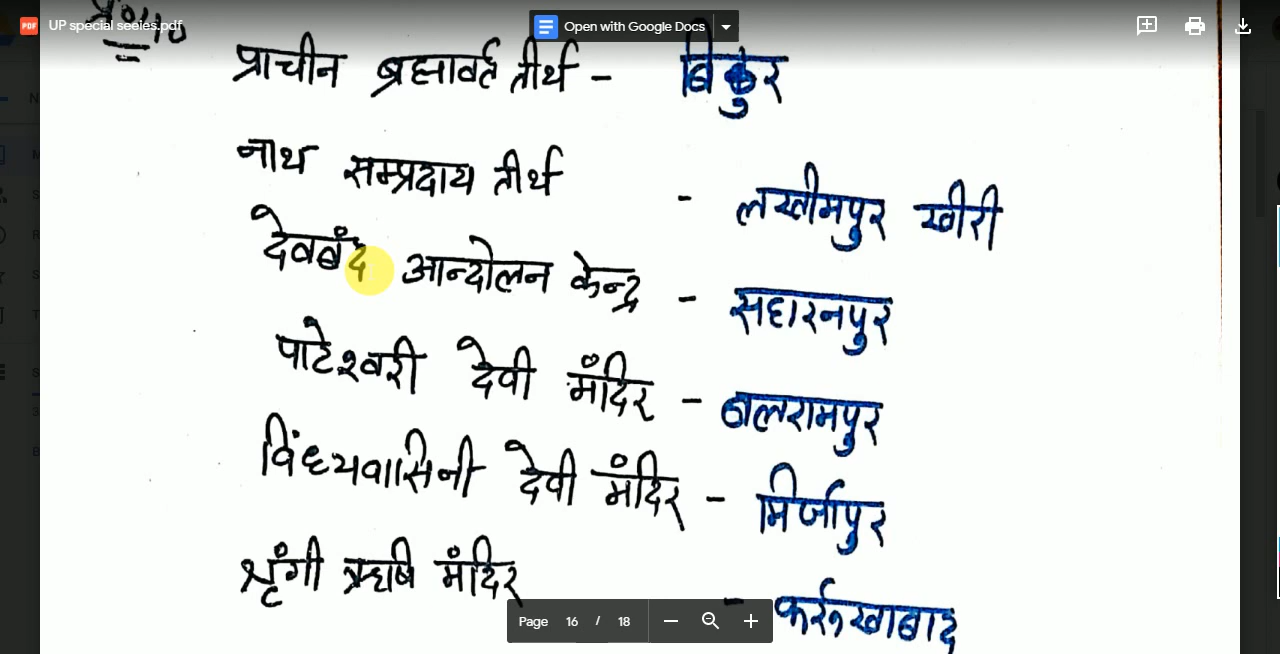 UP special seeies.pdf
Open with Google Docs
प्राचीन ब्रह्मावर्त तीर्थ - बिठुर
नाथ सम्प्रदाय तीर्थ - लखीमपुर खीरी
देवबंद आन्दोलन केन्द्र - सहारनपुर
पाटेश्वरी देवी मंदिर - बलरामपुर
विंध्यवासिनी देवी मंदिर - मिर्जापुर
श्रृंगी ऋषि मंदिर - फर्रुखाबाद
Page 16 / 18